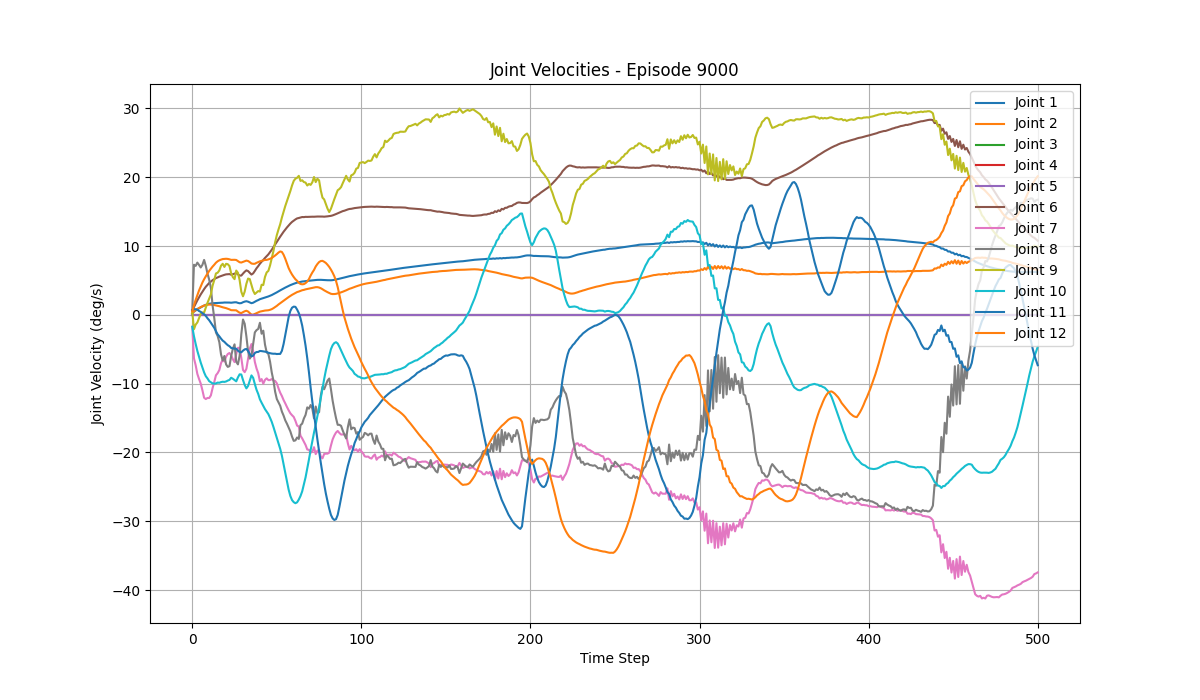 Joint Velocities - Episode 9000
Joint Velocity (deg/s)
30
20
10
0
−10
−20
−30
−40
0
100
200
300
400
500
Time Step
Joint 1
Joint 2
Joint 3
Joint 4
Joint 5
Joint 6
Joint 7
Joint 8
Joint 9
Joint 10
Joint 11
Joint 12